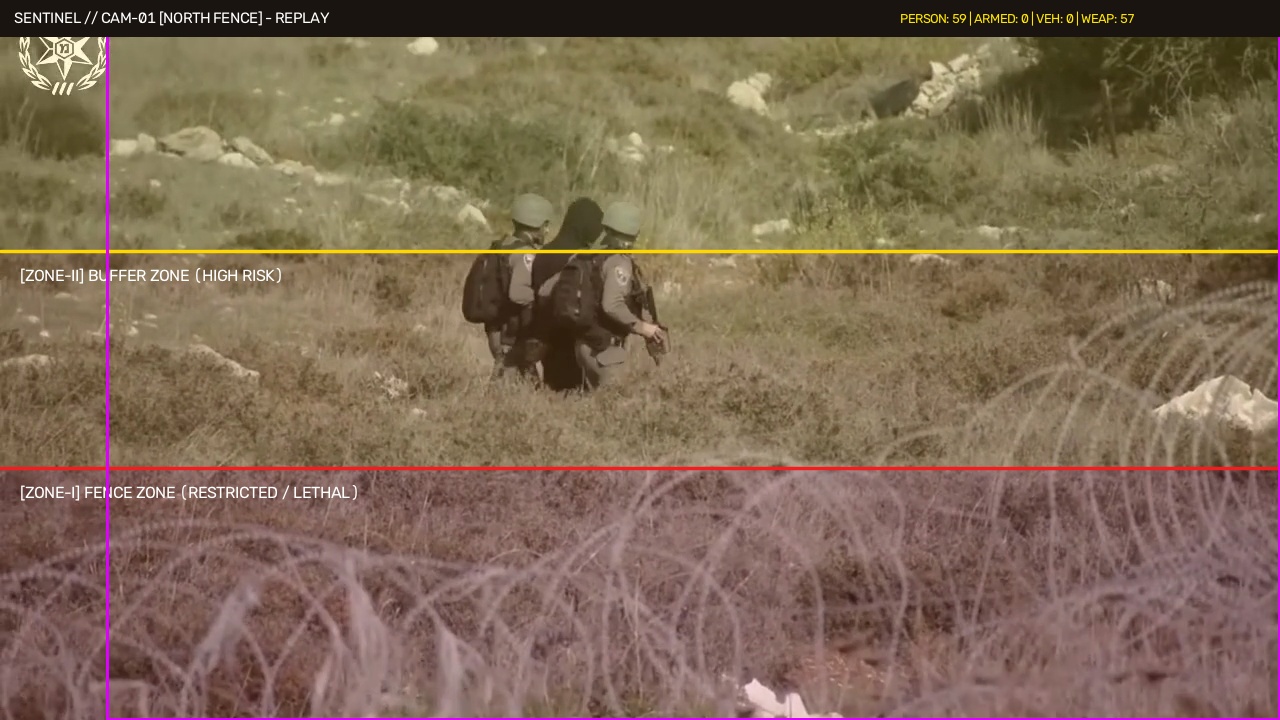 SENTINEL // CAM-01 [NORTH FENCE] - REPLAY
PERSON: 59 | ARMED: 0 | VEH: 0 | WEAP: 57
[ZONE-II] BUFFER ZONE (HIGH RISK)
[ZONE-I] FENCE ZONE (RESTRICTED / LETHAL)